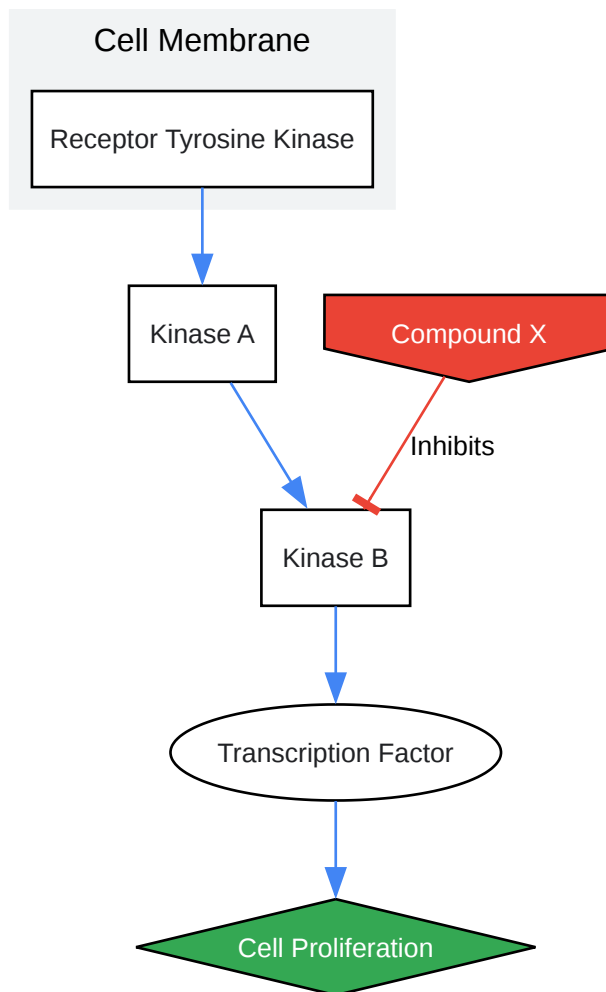 Cell Membrane
Receptor Tyrosine Kinase
Kinase A
Compound X
Inhibits
Kinase B
Transcription Factor
Cell Proliferation